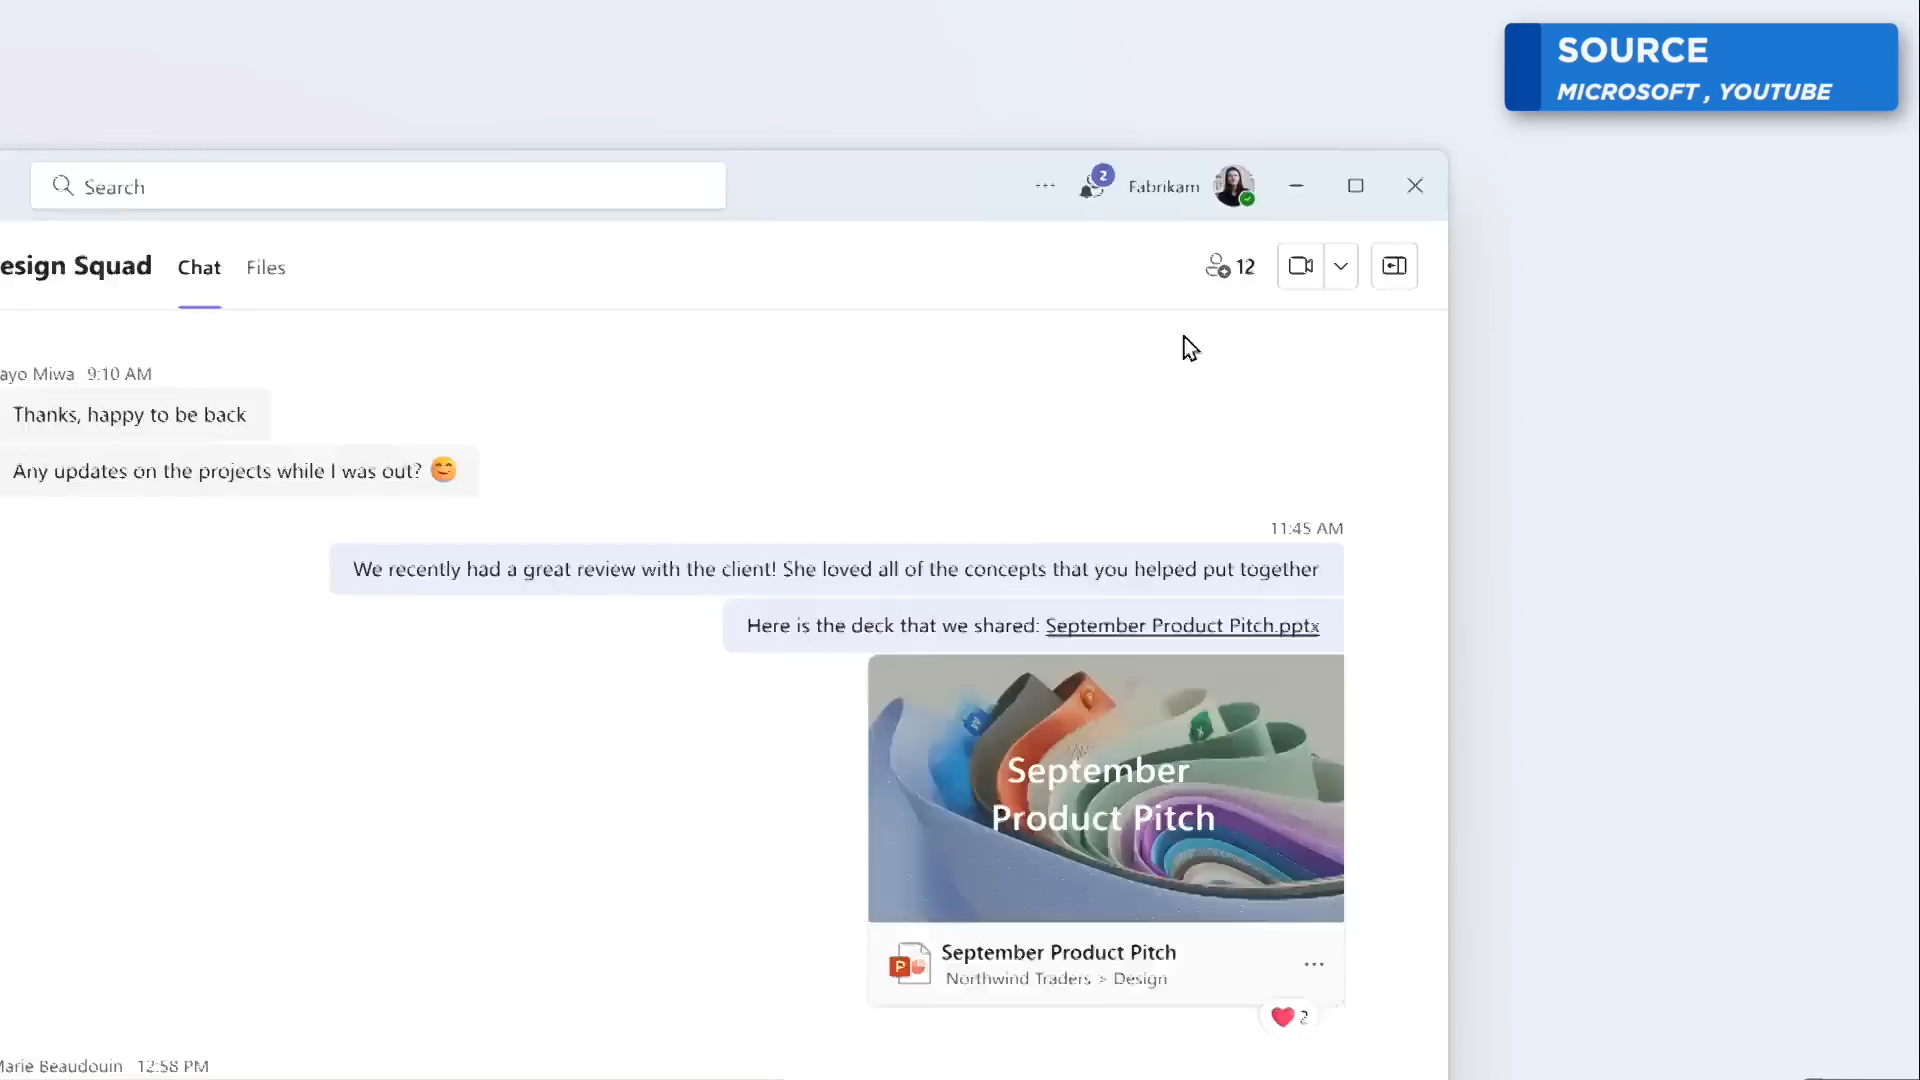 SOURCE
MICROSOFT , YOUTUBE
Search
2
Fabrikam
esign Squad
Chat
Files
12
ayo Miwa 9:10 AM
Thanks, happy to be back
Any updates on the projects while I was out? 😊
11:45 AM
We recently had a great review with the client! She loved all of the concepts that you helped put together
Here is the deck that we shared: September Product Pitch.pptx
September
Product Pitch
P
September Product Pitch
Northwind Traders > Design
2
Marie Beaudouin 12:58 PM